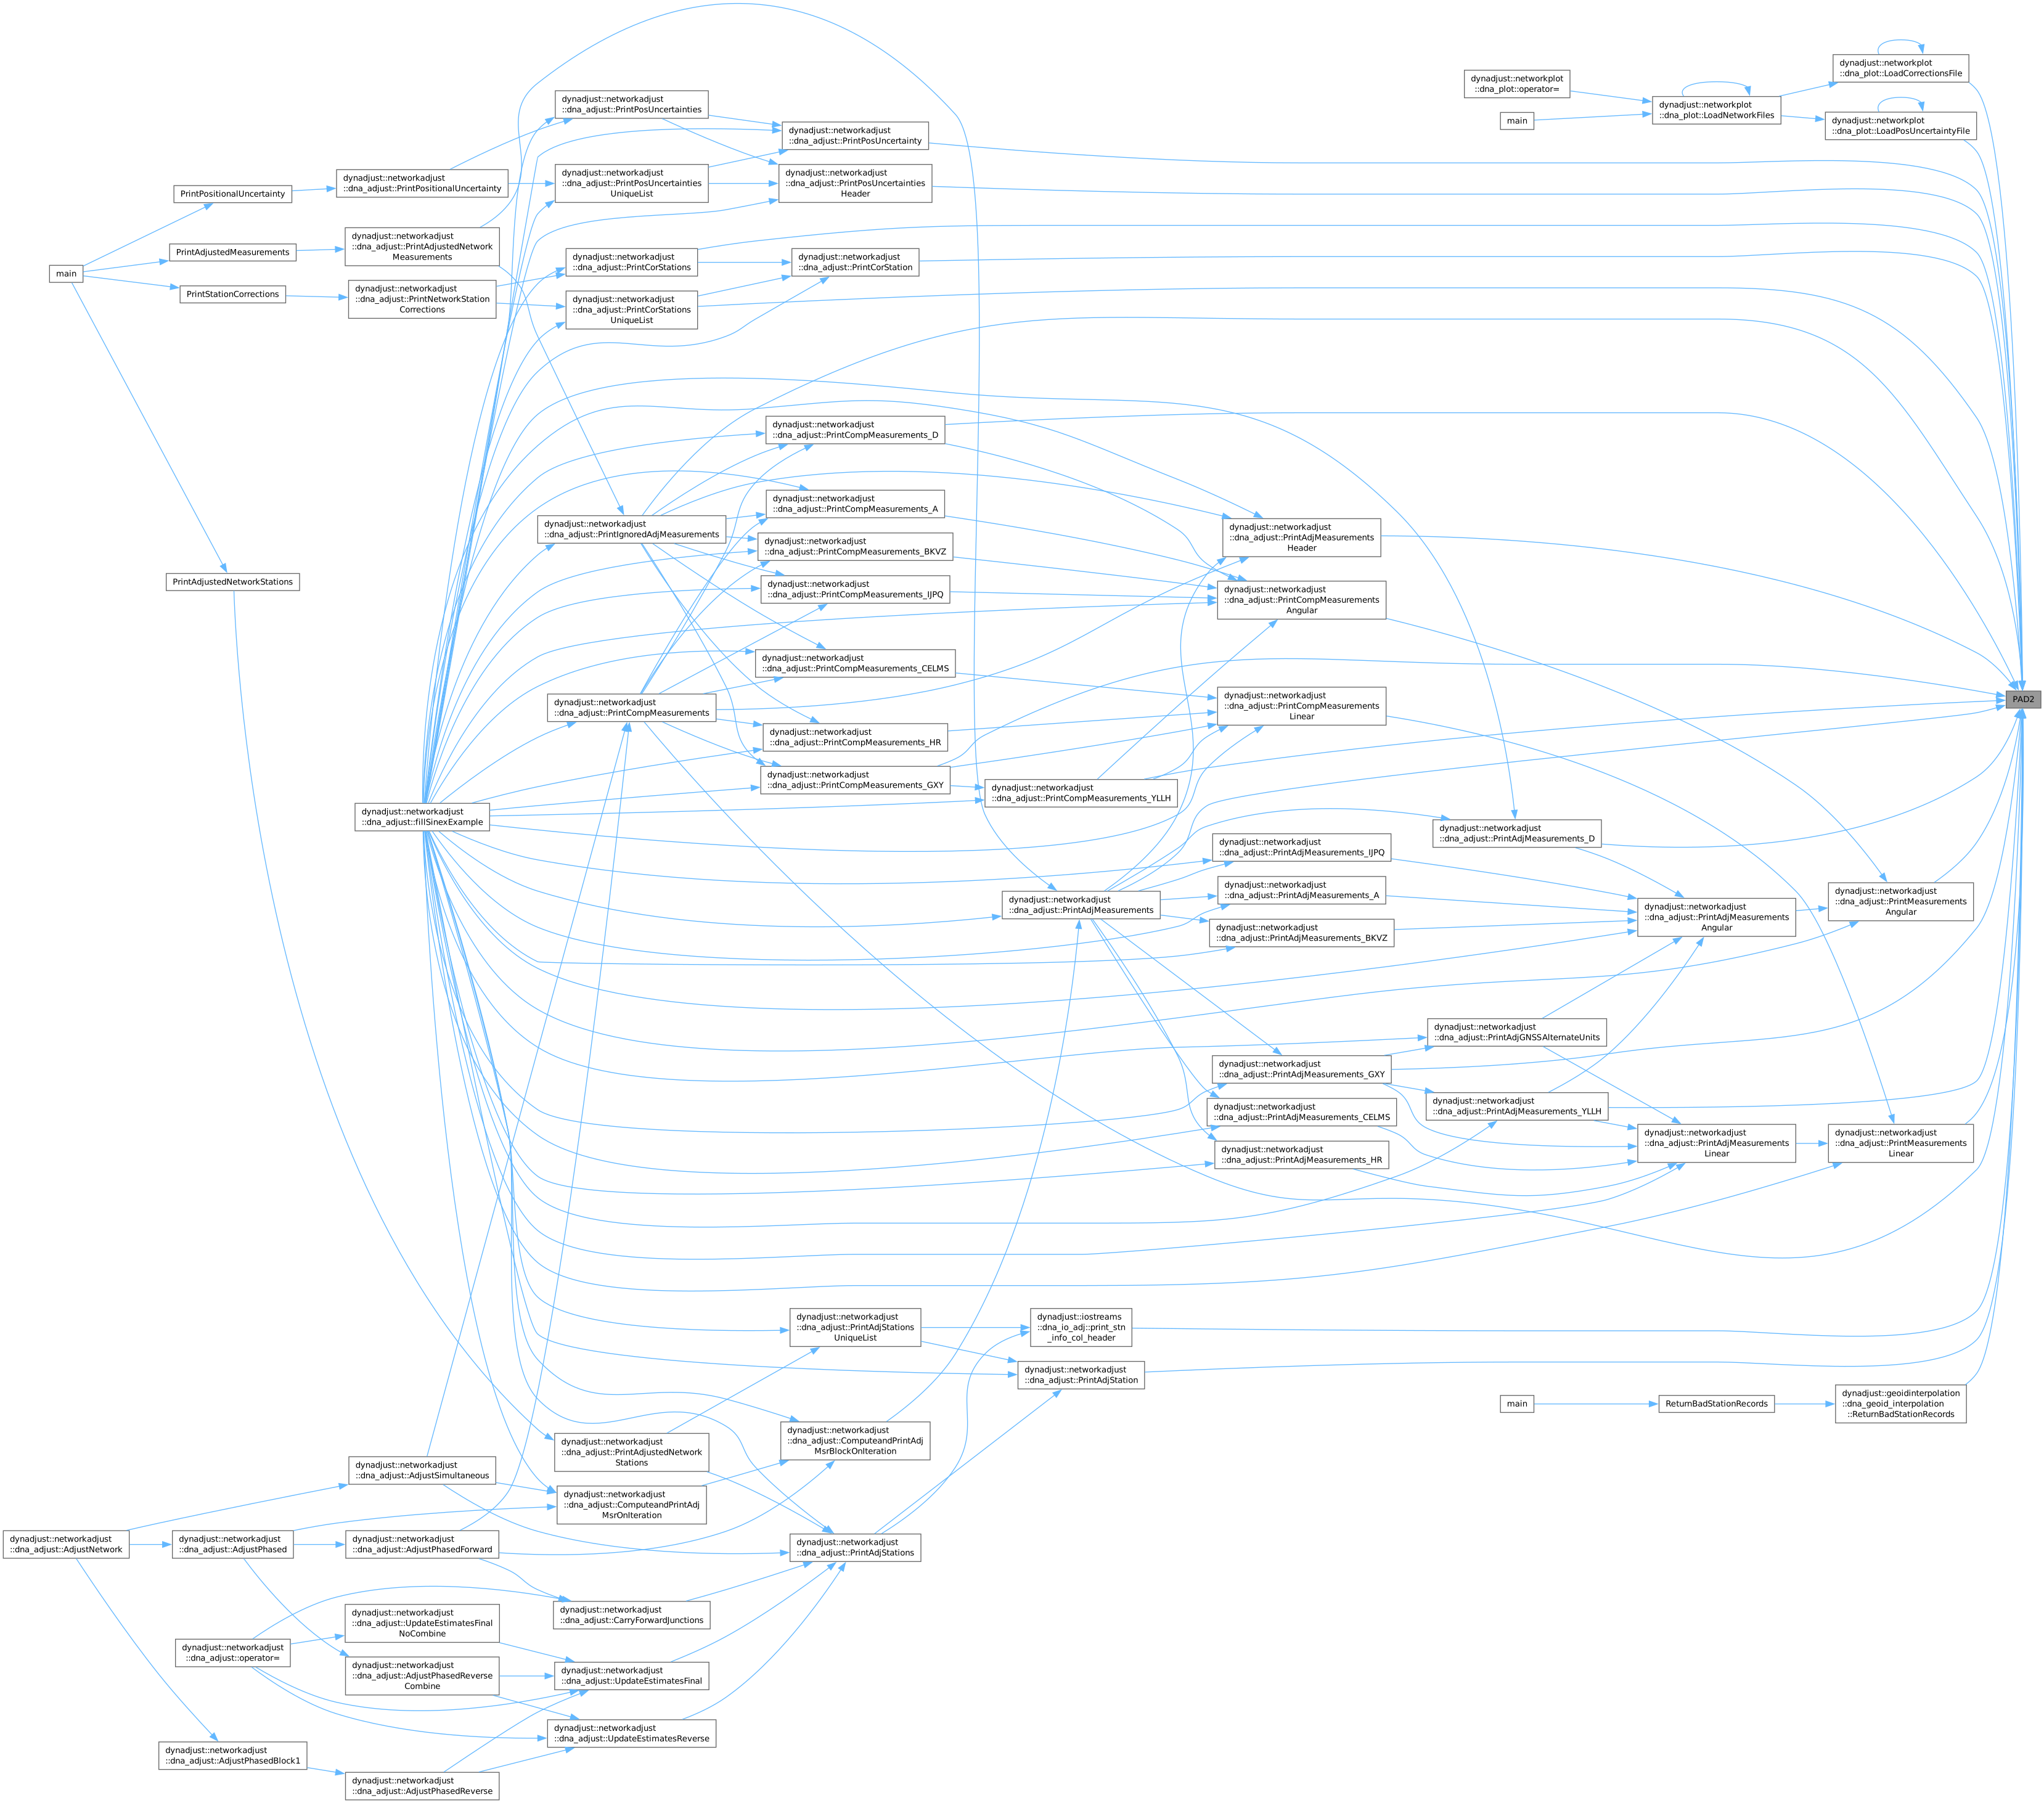 dynadjust::networkplot
::dna_plot::LoadCorrectionsFile
dynadjust::networkplot
::dna_plot::operator=
dynadjust::networkplot
::dna_plot::LoadNetworkFiles
main
dynadjust::networkplot
::dna_plot::LoadPosUncertaintyFile
dynadjust::networkadjust
::dna_adjust::PrintPosUncertainties
dynadjust::networkadjust
::dna_adjust::PrintPosUncertainty
dynadjust::networkadjust
::dna_adjust::PrintPositionalUncertainty
dynadjust::networkadjust
::dna_adjust::PrintPosUncertainties
UniqueList
dynadjust::networkadjust
::dna_adjust::PrintPosUncertainties
Header
PrintPositionalUncertainty
dynadjust::networkadjust
::dna_adjust::PrintAdjustedNetwork
Measurements
PrintAdjustedMeasurements
main
dynadjust::networkadjust
::dna_adjust::PrintCorStations
dynadjust::networkadjust
::dna_adjust::PrintCorStation
PrintStationCorrections
dynadjust::networkadjust
::dna_adjust::PrintNetworkStation
Corrections
dynadjust::networkadjust
::dna_adjust::PrintCorStations
UniqueList
dynadjust::networkadjust
::dna_adjust::PrintCompMeasurements_D
dynadjust::networkadjust
::dna_adjust::PrintCompMeasurements_A
dynadjust::networkadjust
::dna_adjust::PrintIgnoredAdjMeasurements
dynadjust::networkadjust
::dna_adjust::PrintAdjMeasurements
Header
dynadjust::networkadjust
::dna_adjust::PrintCompMeasurements_BKVZ
PrintAdjustedNetworkStations
dynadjust::networkadjust
::dna_adjust::PrintCompMeasurements_IJPQ
dynadjust::networkadjust
::dna_adjust::PrintCompMeasurements
Angular
dynadjust::networkadjust
::dna_adjust::PrintCompMeasurements_CELMS
dynadjust::networkadjust
::dna_adjust::PrintCompMeasurements
dynadjust::networkadjust
::dna_adjust::PrintCompMeasurements
Linear
PAD2
dynadjust::networkadjust
::dna_adjust::PrintCompMeasurements_HR
dynadjust::networkadjust
::dna_adjust::PrintCompMeasurements_GXY
dynadjust::networkadjust
::dna_adjust::PrintCompMeasurements_YLLH
dynadjust::networkadjust
::dna_adjust::fillSinexExample
dynadjust::networkadjust
::dna_adjust::PrintAdjMeasurements_D
dynadjust::networkadjust
::dna_adjust::PrintAdjMeasurements_IJPQ
dynadjust::networkadjust
::dna_adjust::PrintAdjMeasurements_A
dynadjust::networkadjust
::dna_adjust::PrintAdjMeasurements
dynadjust::networkadjust
::dna_adjust::PrintAdjMeasurements
Angular
dynadjust::networkadjust
::dna_adjust::PrintMeasurements
Angular
dynadjust::networkadjust
::dna_adjust::PrintAdjMeasurements_BKVZ
dynadjust::networkadjust
::dna_adjust::PrintAdjGNSSAlternateUnits
dynadjust::networkadjust
::dna_adjust::PrintAdjMeasurements_GXY
dynadjust::networkadjust
::dna_adjust::PrintAdjMeasurements_CELMS
dynadjust::networkadjust
::dna_adjust::PrintAdjMeasurements_YLLH
dynadjust::networkadjust
::dna_adjust::PrintAdjMeasurements_HR
dynadjust::networkadjust
::dna_adjust::PrintAdjMeasurements
Linear
dynadjust::networkadjust
::dna_adjust::PrintMeasurements
Linear
dynadjust::networkadjust
::dna_adjust::PrintAdjStations
UniqueList
dynadjust::iostreams
::dna_io_adj::print_stn
_info_col_header
dynadjust::networkadjust
::dna_adjust::PrintAdjStation
main
ReturnBadStationRecords
dynadjust::geoidinterpolation
::dna_geoid_interpolation
::ReturnBadStationRecords
dynadjust::networkadjust
::dna_adjust::PrintAdjustedNetwork
Stations
dynadjust::networkadjust
::dna_adjust::ComputeandPrintAdj
MsrBlockOnIteration
dynadjust::networkadjust
::dna_adjust::AdjustSimultaneous
dynadjust::networkadjust
::dna_adjust::ComputeandPrintAdj
MsrOnIteration
dynadjust::networkadjust
::dna_adjust::AdjustNetwork
dynadjust::networkadjust
::dna_adjust::AdjustPhased
dynadjust::networkadjust
::dna_adjust::AdjustPhasedForward
dynadjust::networkadjust
::dna_adjust::PrintAdjStations
dynadjust::networkadjust
::dna_adjust::CarryForwardJunctions
dynadjust::networkadjust
::dna_adjust::UpdateEstimatesFinal
NoCombine
dynadjust::networkadjust
::dna_adjust::operator=
dynadjust::networkadjust
::dna_adjust::AdjustPhasedReverse
Combine
dynadjust::networkadjust
::dna_adjust::UpdateEstimatesFinal
dynadjust::networkadjust
::dna_adjust::UpdateEstimatesReverse
dynadjust::networkadjust
::dna_adjust::AdjustPhasedBlock1
dynadjust::networkadjust
::dna_adjust::AdjustPhasedReverse